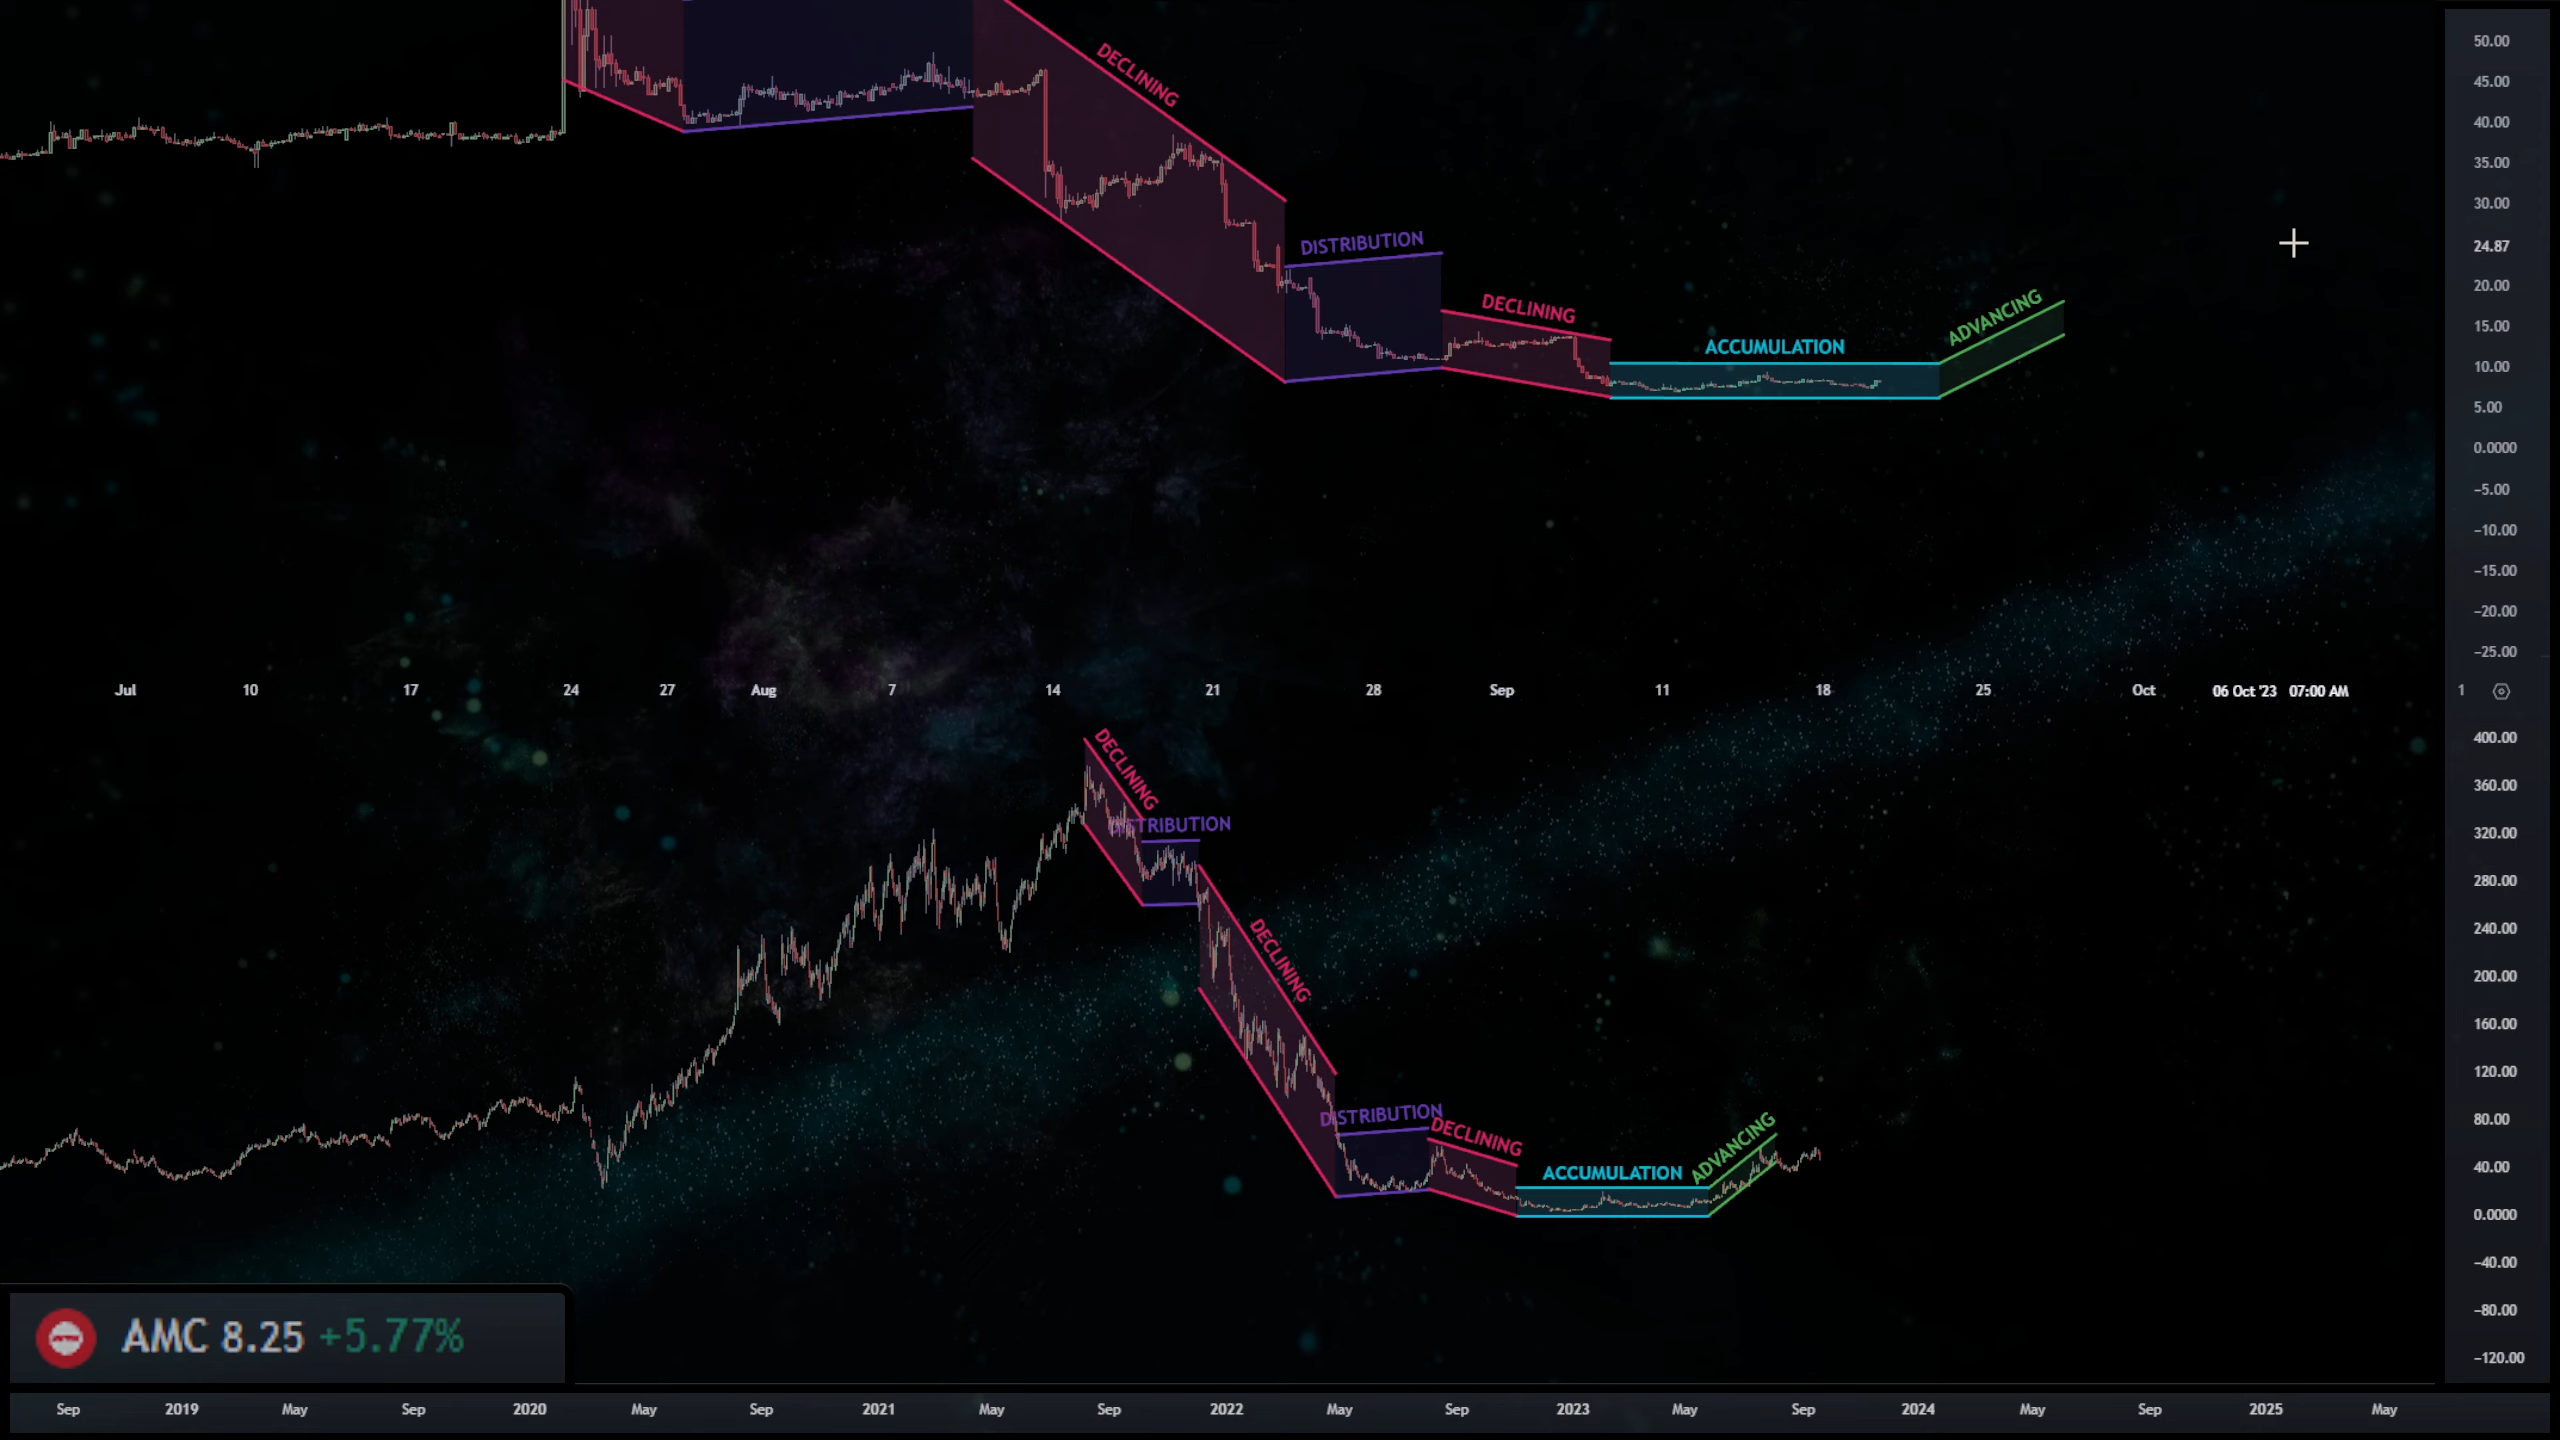 50.00
DECLINING
45.00
40.00
35.00
30.00
DISTRIBUTION
24.87
20.00
DECLINING
ADVANCING
15.00
ACCUMULATION
10.00
5.00
0.0000
−5.00
−10.00
−15.00
−20.00
−25.00
Jul 10 17 24 27 Aug 7 14 21 28 Sep 11 18 25 Oct 06 Oct '23 07:00 AM 1
400.00
DECLINING
360.00
DISTRIBUTION
320.00
280.00
240.00
DECLINING
200.00
160.00
120.00
DISTRIBUTION
80.00
DECLINING
ADVANCING
ACCUMULATION
40.00
0.0000
−40.00
−80.00
AMC 8.25 +5.77%
−120.00
Sep 2019 May Sep 2020 May Sep 2021 May Sep 2022 May Sep 2023 May Sep 2024 May Sep 2025 May